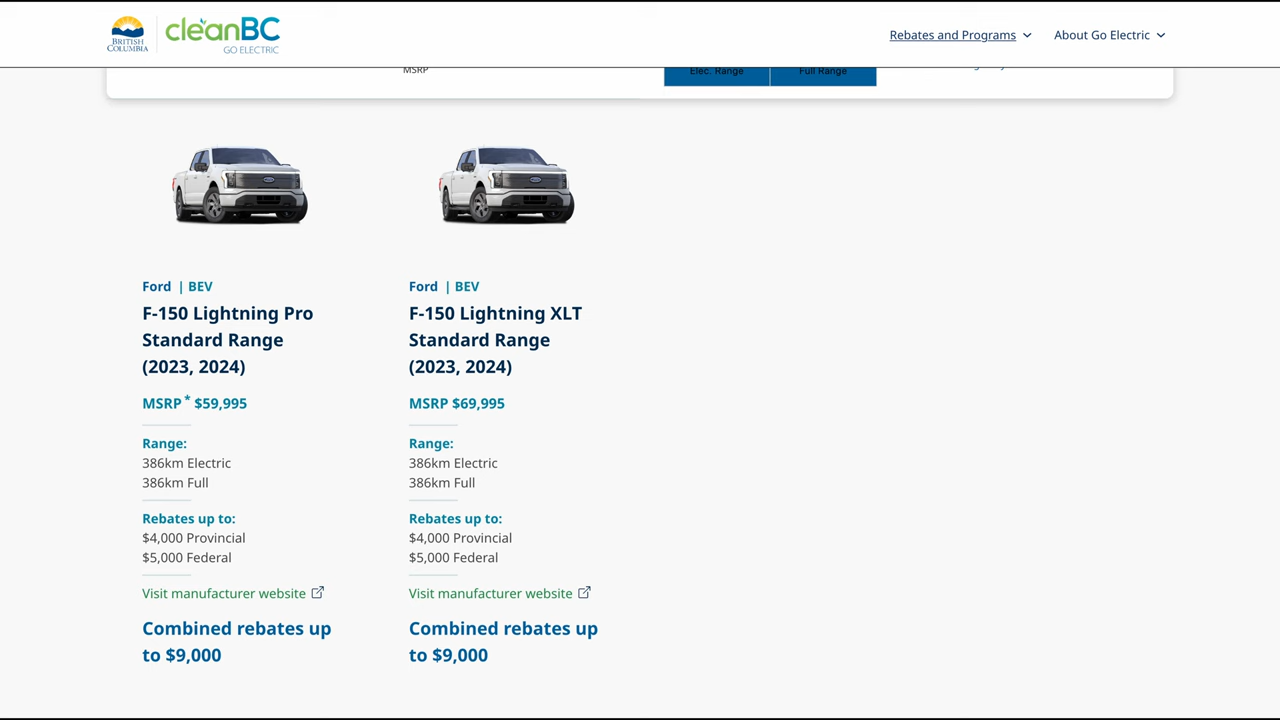 BRITISH
COLUMBIA
cleanBC
GO ELECTRIC
Rebates and Programs
About Go Electric
MSRP
Elec. Range
Full Range
Ford | BEV
F-150 Lightning Pro
Standard Range
(2023, 2024)
MSRP* $59,995
Range:
386km Electric
386km Full
Rebates up to:
$4,000 Provincial
$5,000 Federal
Visit manufacturer website
Combined rebates up
to $9,000
Ford | BEV
F-150 Lightning XLT
Standard Range
(2023, 2024)
MSRP $69,995
Range:
386km Electric
386km Full
Rebates up to:
$4,000 Provincial
$5,000 Federal
Visit manufacturer website
Combined rebates up
to $9,000